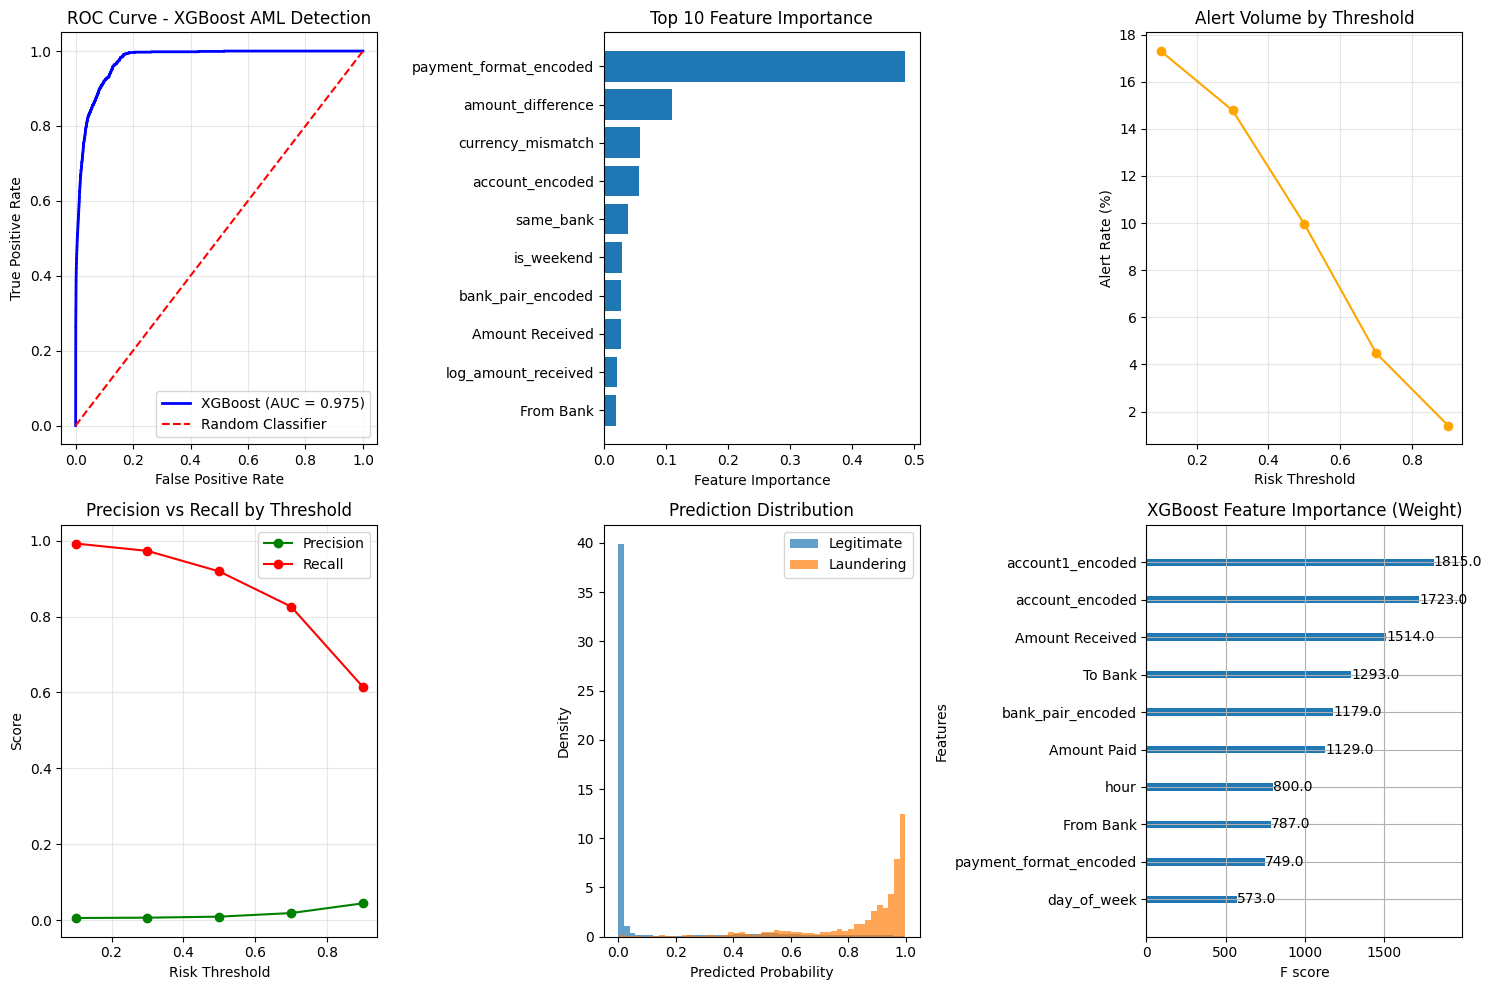 ROC Curve - XGBoost AML Detection
True Positive Rate
1.0
0.8
0.6
0.4
0.2
0.0
XGBoost (AUC = 0.975)
Random Classifier
0.0 0.2 0.4 0.6 0.8 1.0
False Positive Rate
Top 10 Feature Importance
payment_format_encoded
amount_difference
currency_mismatch
account_encoded
same_bank
is_weekend
bank_pair_encoded
Amount Received
log_amount_received
From Bank
0.0 0.1 0.2 0.3 0.4 0.5
Feature Importance
Alert Volume by Threshold
Alert Rate (%)
18
16
14
12
10
8
6
4
2
0.2 0.4 0.6 0.8
Risk Threshold
Precision vs Recall by Threshold
Score
1.0
0.8
0.6
0.4
0.2
0.0
Precision
Recall
0.2 0.4 0.6 0.8
Risk Threshold
Prediction Distribution
Density
40
35
30
25
20
15
10
5
0
Legitimate
Laundering
0.0 0.2 0.4 0.6 0.8 1.0
Predicted Probability
XGBoost Feature Importance (Weight)
Features
account1_encoded 1815.0
account_encoded 1723.0
Amount Received 1514.0
To Bank 1293.0
bank_pair_encoded 1179.0
Amount Paid 1129.0
hour 800.0
From Bank 787.0
payment_format_encoded 749.0
day_of_week 573.0
0 500 1000 1500
F score